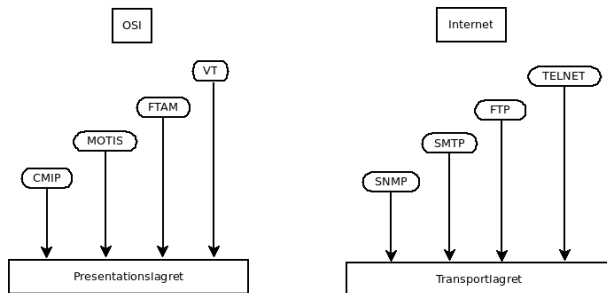 OSI
VT
FTAM
MOTIS
CMIP
Presentationslagret
Internet
TELNET
FTP
SMTP
SNMP
Transportlagret